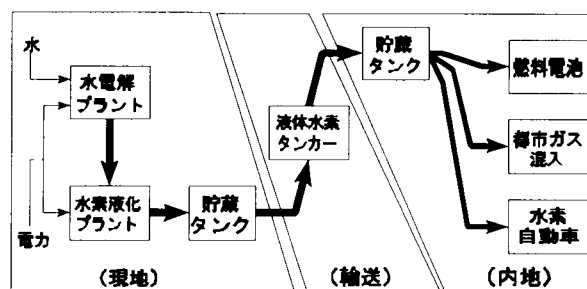 水
水電解
プラント
電力
水素液化
プラント
貯蔵
タンク
液体水素
タンカー
貯蔵
タンク
燃料電池
都市ガス
混入
水素
自動車
(現地)
(輸送)
(内地)